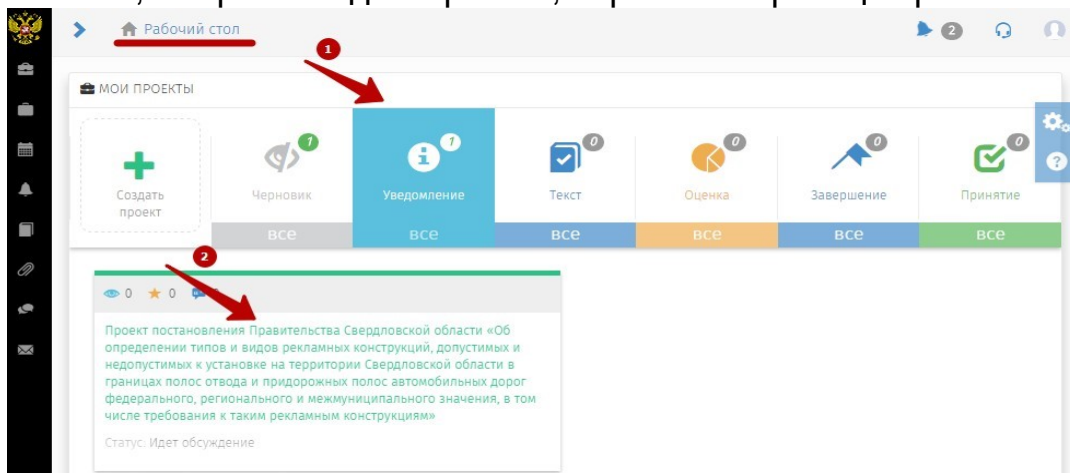 Рабочий стол
2
1
МОИ ПРОЕКТЫ
Создать
проект
1
Черновик
все
1
Уведомление
все
0
Текст
все
0
Оценка
все
0
Завершение
все
0
Принятие
все
2
0 0
Проект постановления Правительства Свердловской области «Об
определении типов и видов рекламных конструкций, допустимых и
недопустимых к установке на территории Свердловской области в
границах полос отвода и придорожных полос автомобильных дорог
федерального, регионального и межмуниципального значения, в том
числе требования к таким рекламным конструкциям»
Статус: Идет обсуждение